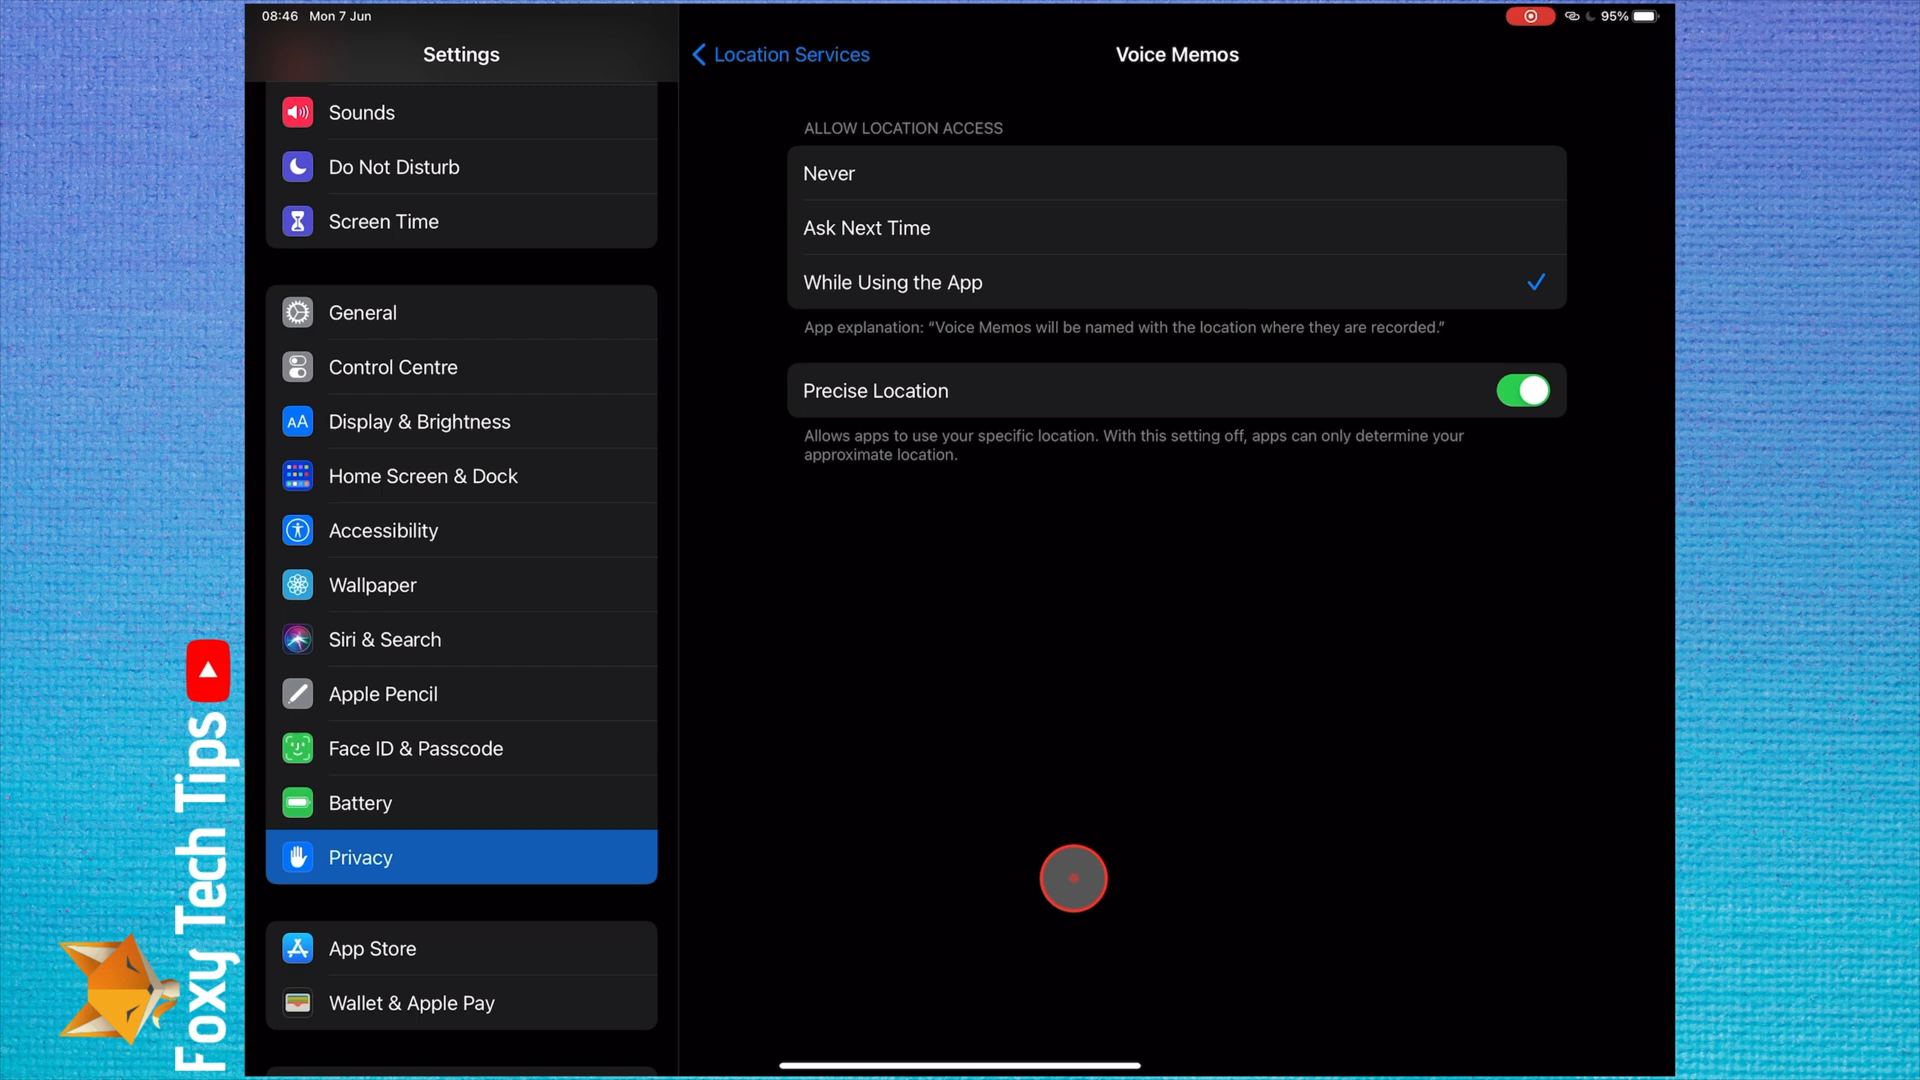 08:46 Mon 7 Jun
95%
Settings
Sounds
Do Not Disturb
Screen Time
General
Control Centre
AA Display & Brightness
Home Screen & Dock
Accessibility
Wallpaper
Siri & Search
Apple Pencil
Face ID & Passcode
Battery
Privacy
App Store
Wallet & Apple Pay
Location Services
Voice Memos
ALLOW LOCATION ACCESS
Never
Ask Next Time
While Using the App
App explanation: “Voice Memos will be named with the location where they are recorded.”
Precise Location
Allows apps to use your specific location. With this setting off, apps can only determine your
approximate location.
Foxy Tech Tips